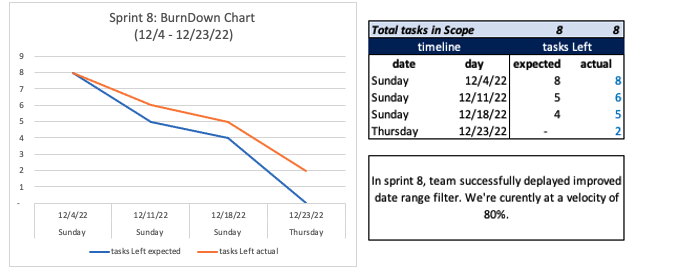 Sprint 8: BurnDown Chart
(12/4 - 12/23/22)
9
8
7
6
5
4
3
2
1
-
12/4/22 12/11/22 12/18/22 12/23/22
Sunday Sunday Sunday Thursday
tasks Left expected tasks Left actual
Total tasks in Scope 8 8
timeline tasks Left
date day expected actual
Sunday 12/4/22 8 8
Sunday 12/11/22 5 6
Sunday 12/18/22 4 5
Thursday 12/23/22 - 2
In sprint 8, team successfully deplayed improved
date range filter. We're curently at a velocity of
80%.